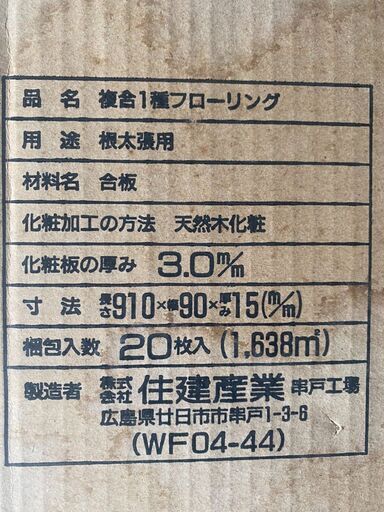 品名 複合1種フローリング
用途 根太張用
材料名 合板
化粧加工の方法 天然木化粧
化粧板の厚み 3.0m/m
寸法 長さ910×幅90×厚み15(m/m)
梱包入数 20枚入(1,638㎡)
製造者 株式会社 住建産業 串戸工場
広島県廿日市市串戸1-3-6
(WF04-44)